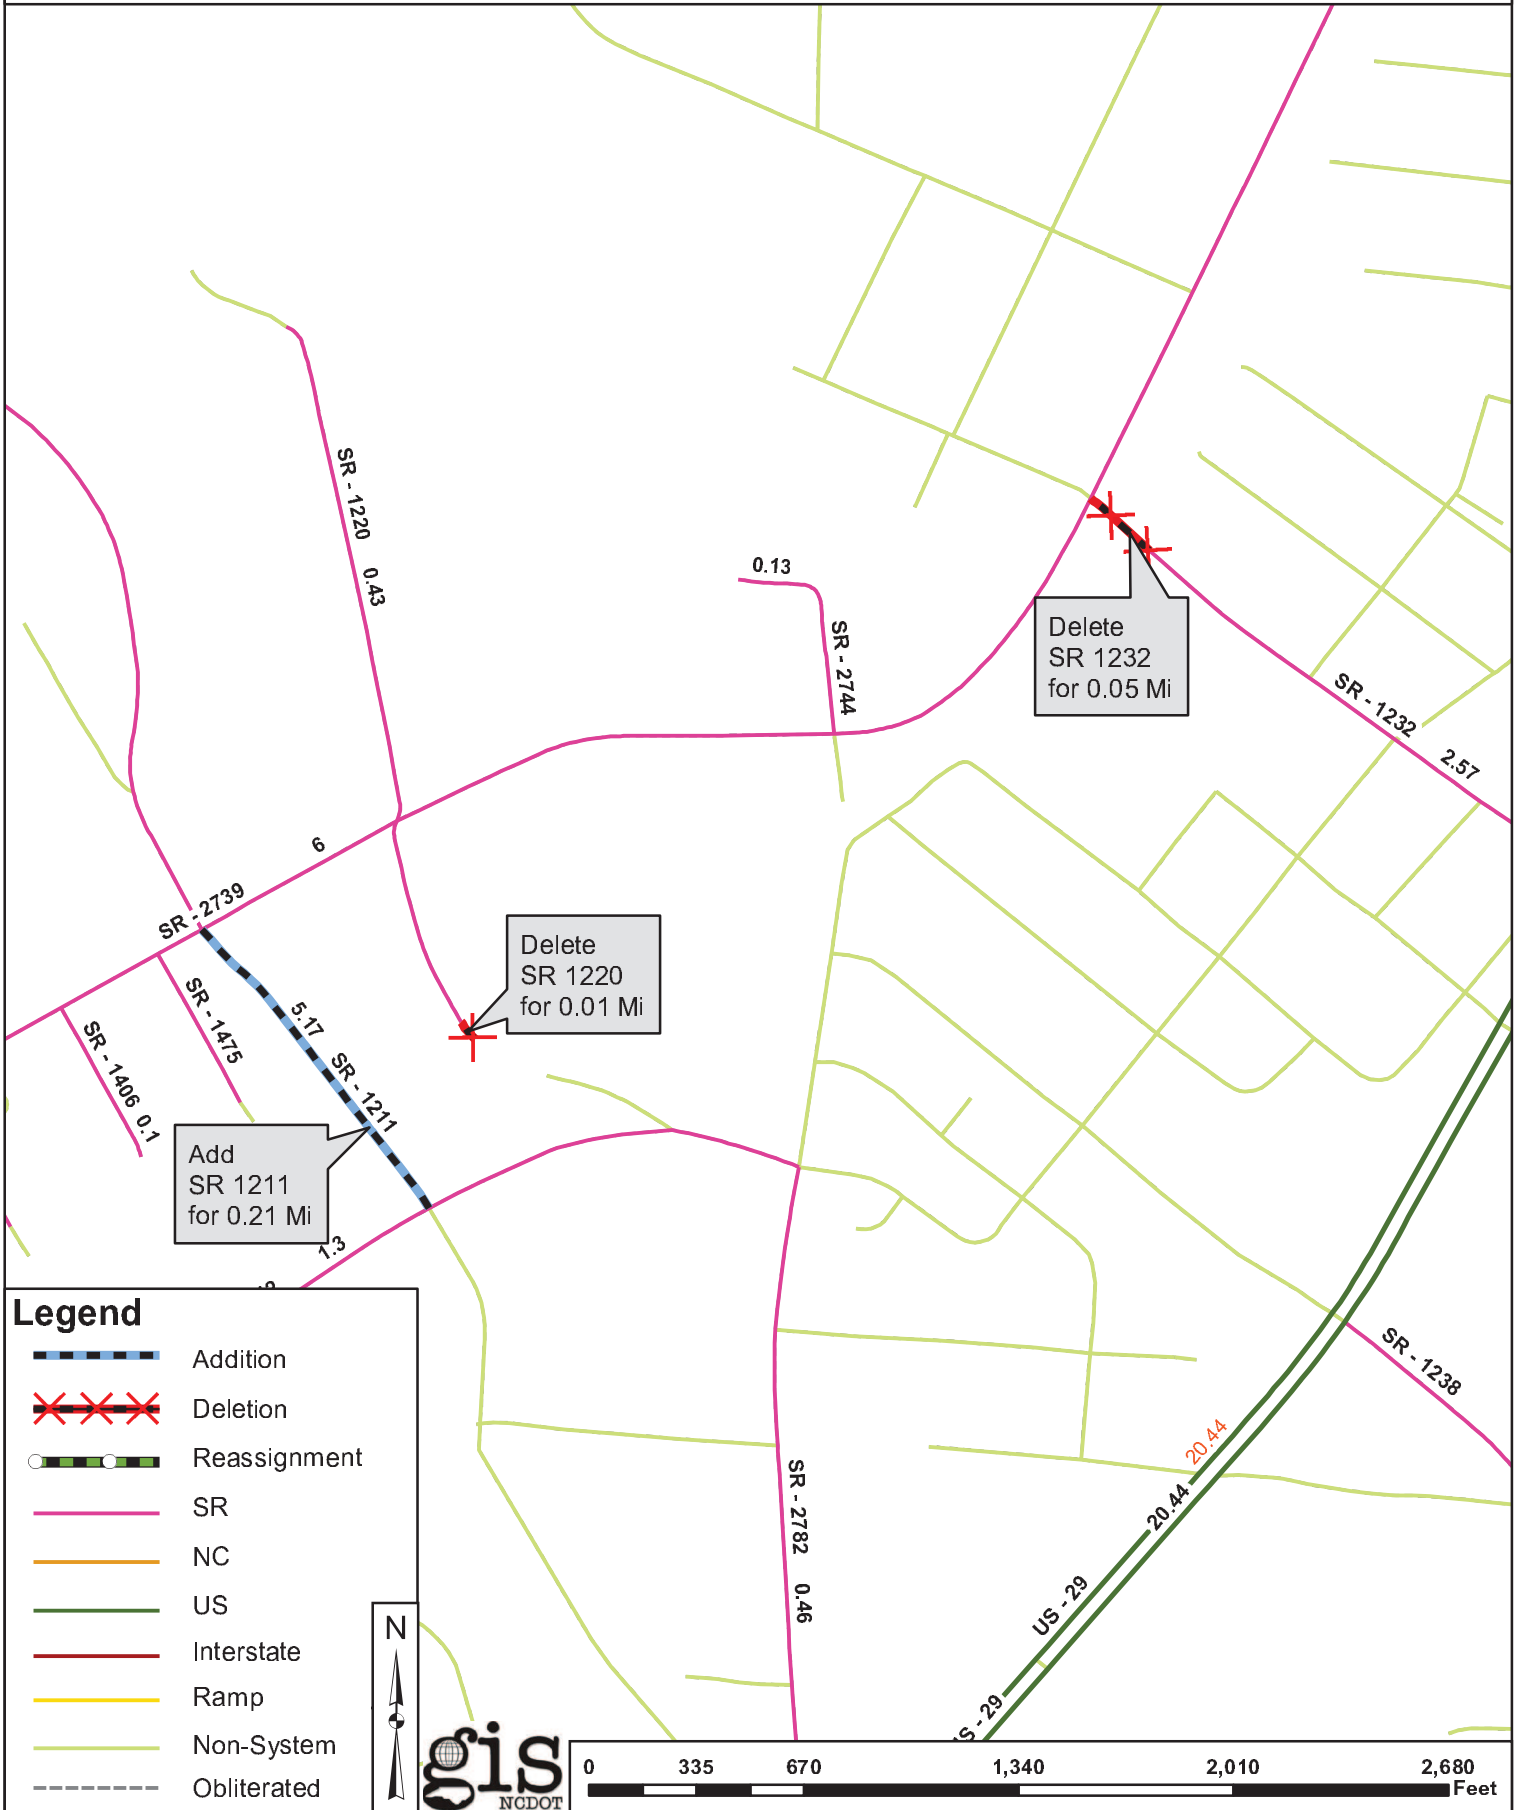 SR - 1220 0.43
0.13
SR - 2744
Delete
SR 1232
for 0.05 Mi
SR - 1232 2.57
6
SR - 2739
Delete
SR 1220
for 0.01 Mi
SR - 1475
SR - 1406 0.1
5.17 SR - 1211
Add
SR 1211
for 0.21 Mi
1.3
SR - 1238
20.44
20.44
US - 29
S - 29
SR - 2782 0.46
Legend
Addition
Deletion
Reassignment
SR
NC
US
Interstate
Ramp
Non-System
Obliterated
N
gis
NCDOT
0 335 670 1,340 2,010 2,680
Feet